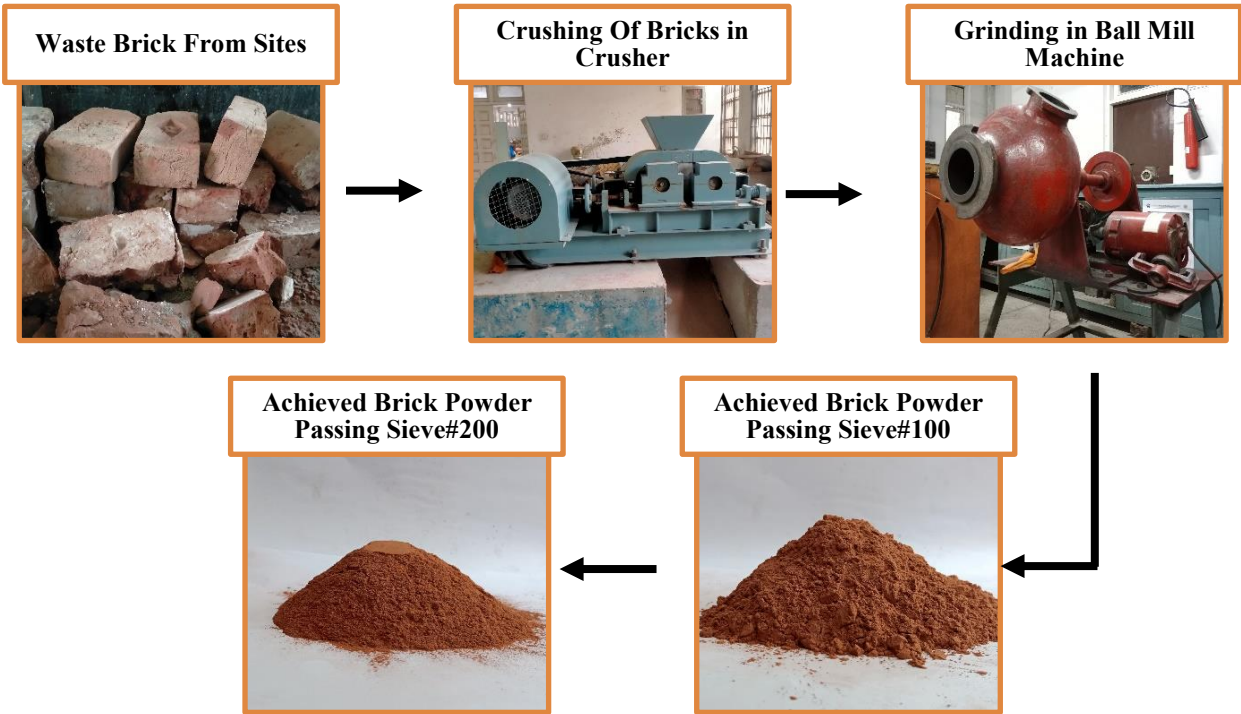 Waste Brick From Sites
Crushing Of Bricks in
Crusher
Grinding in Ball Mill
Machine
Achieved Brick Powder
Passing Sieve#200
Achieved Brick Powder
Passing Sieve#100